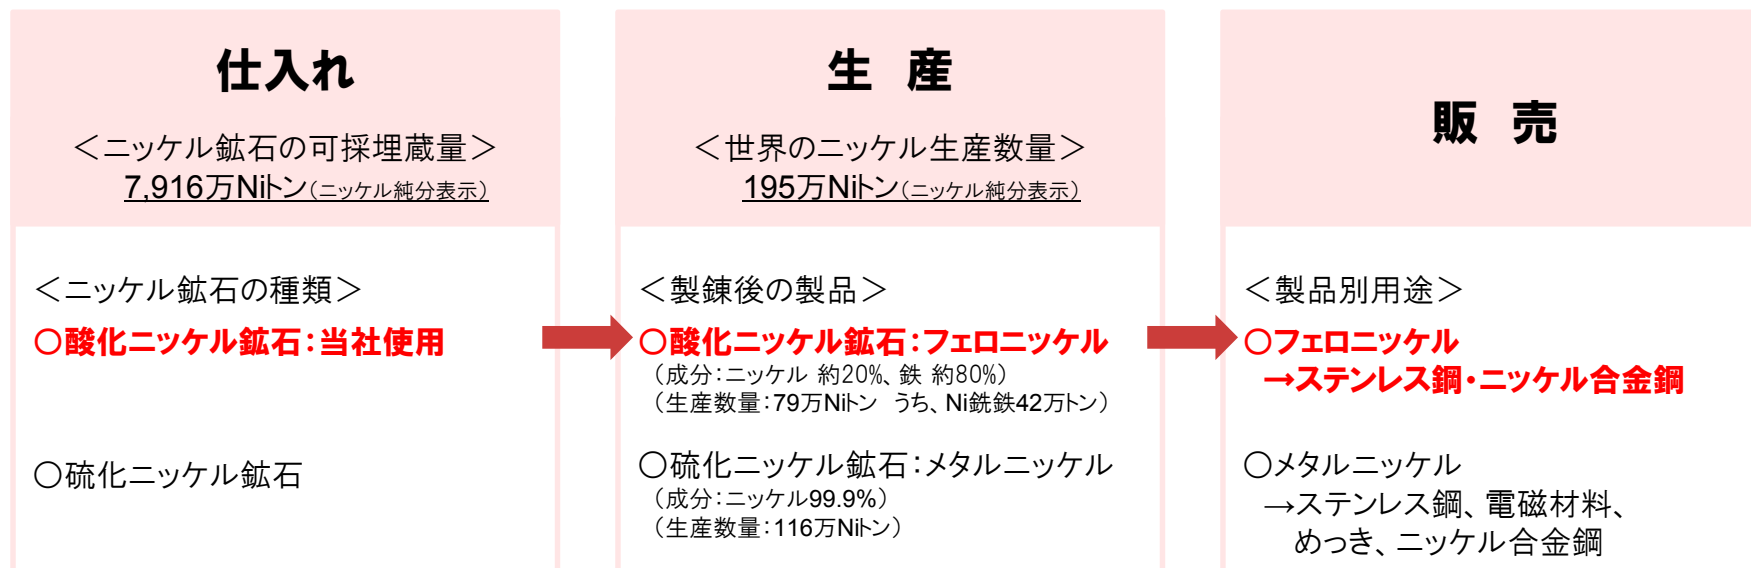 仕入れ
＜ニッケル鉱石の可採埋蔵量＞
7,916万Niトン(ニッケル純分表示)
＜ニッケル鉱石の種類＞
○酸化ニッケル鉱石：当社使用
○硫化ニッケル鉱石
生　産
＜世界のニッケル生産数量＞
195万Niトン(ニッケル純分表示)
＜製錬後の製品＞
○酸化ニッケル鉱石：フェロニッケル
（成分：ニッケル 約20%、鉄 約80%）
（生産数量：79万Niトン　うち、Ni銑鉄42万トン）
○硫化ニッケル鉱石：メタルニッケル
（成分：ニッケル99.9%）
（生産数量：116万Niトン）
販　売
＜製品別用途＞
○フェロニッケル
→ステンレス鋼・ニッケル合金鋼
○メタルニッケル
→ステンレス鋼、電磁材料、
めっき、ニッケル合金鋼